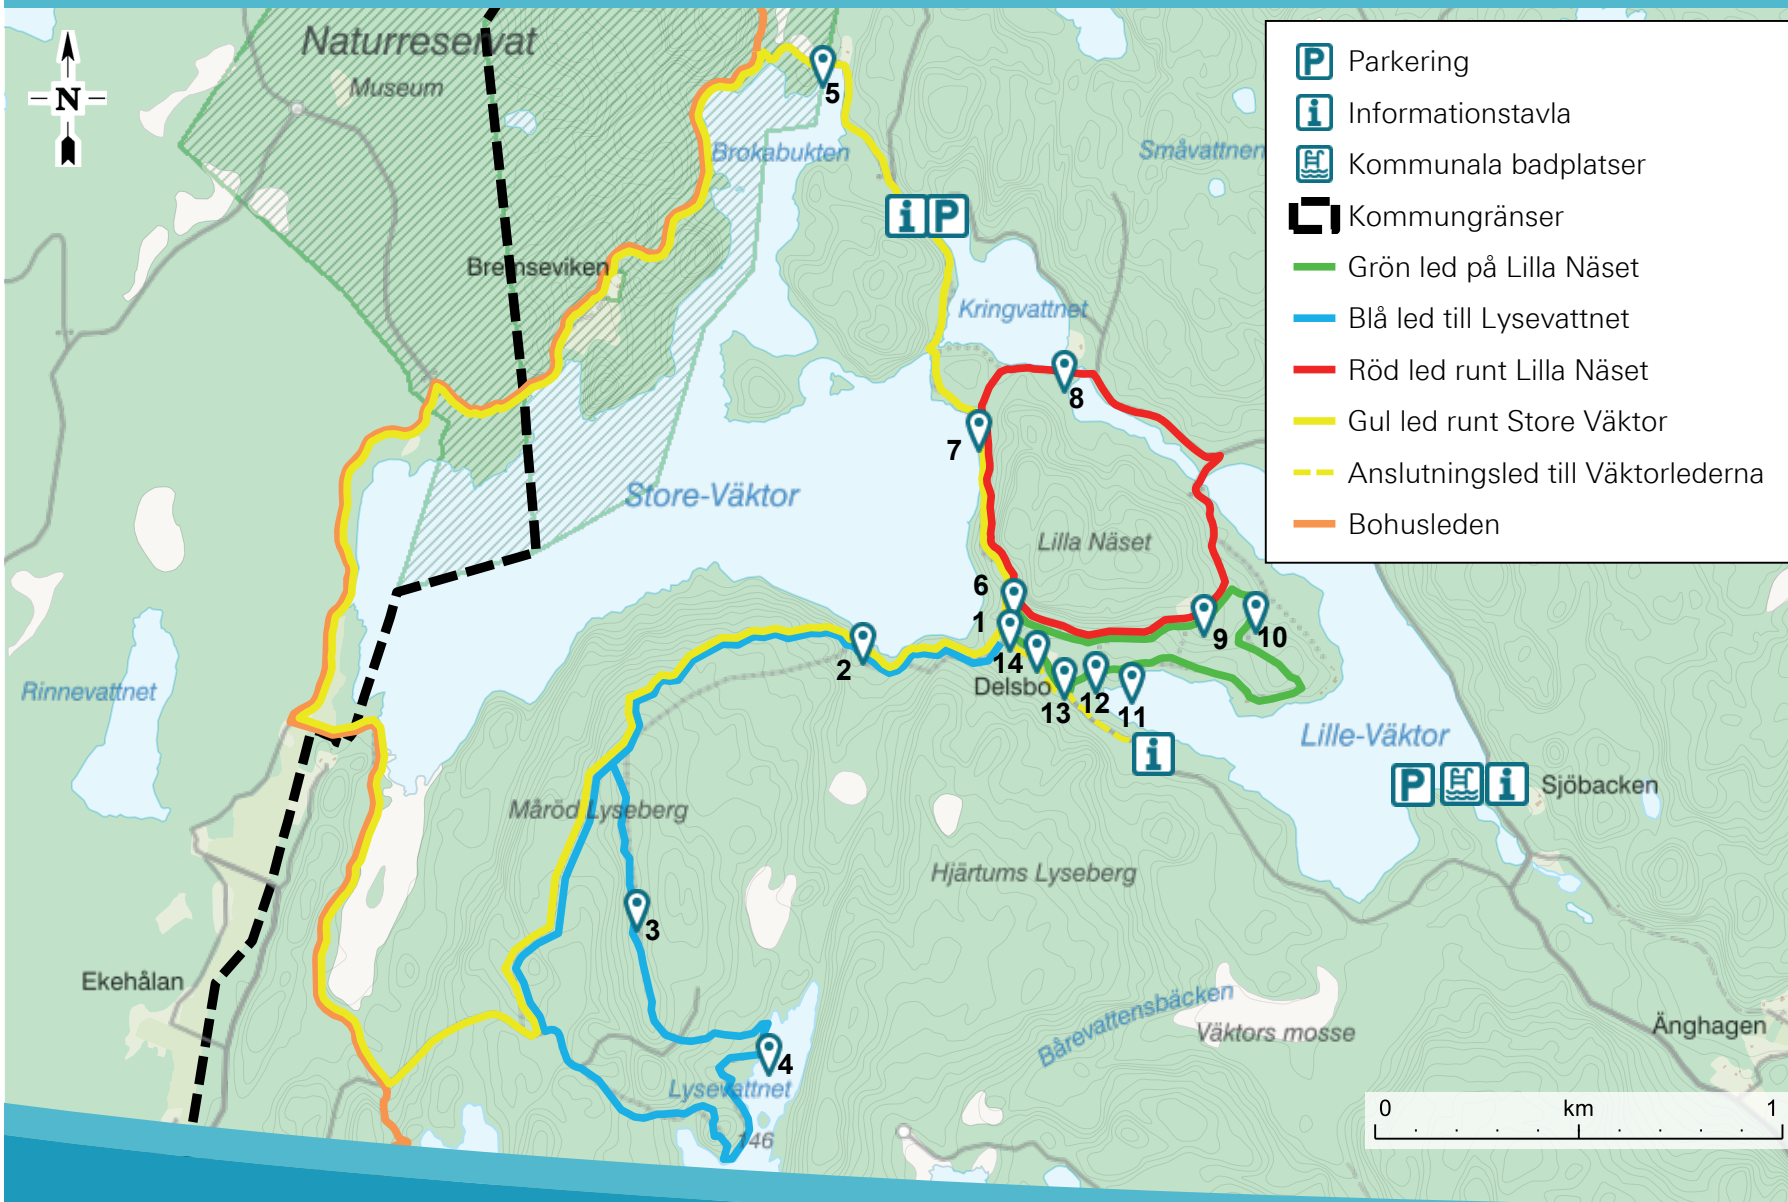 Naturreservat
Museum
N
5
Brokabukten
Småvattnen
i P
Bremseviken
Kringvattnet
8
7
Store-Väktor
Lilla Näset
6
1
2
14
9
10
Delsbo
13
12
11
i
Rinnevattnet
Lille-Väktor
P i
Sjöbacken
Måröd Lyseberg
Hjärtums Lyseberg
3
Ekehålan
Bårevattensbäcken
Väktors mosse
Änghagen
4
Lysevattnet
146
P Parkering
i Informationstavla
Kommunala badplatser
Kommungränser
Grön led på Lilla Näset
Blå led till Lysevattnet
Röd led runt Lilla Näset
Gul led runt Store Väktor
Anslutningsled till Väktorlederna
Bohusleden
0 km 1